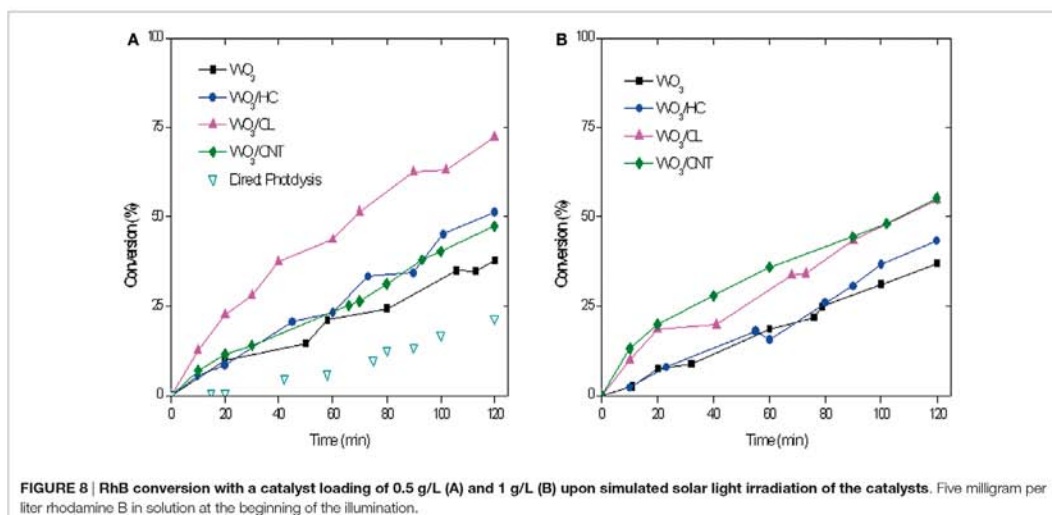 A
100
75
50
25
0
0 20 40 60 80 100 120
Conversion (%)
Time (min)
WO3
WO3/HC
WO3/CL
WO3/CNT
Direct Photolysis
B
100
75
50
25
0
0 20 40 60 80 100 120
Conversion (%)
Time (min)
WO3
WO3/HC
WO3/CL
WO3/CNT
FIGURE 8 | RhB conversion with a catalyst loading of 0.5 g/L (A) and 1 g/L (B) upon simulated solar light irradiation of the catalysts. Five milligram per
liter rhodamine B in solution at the beginning of the illumination.